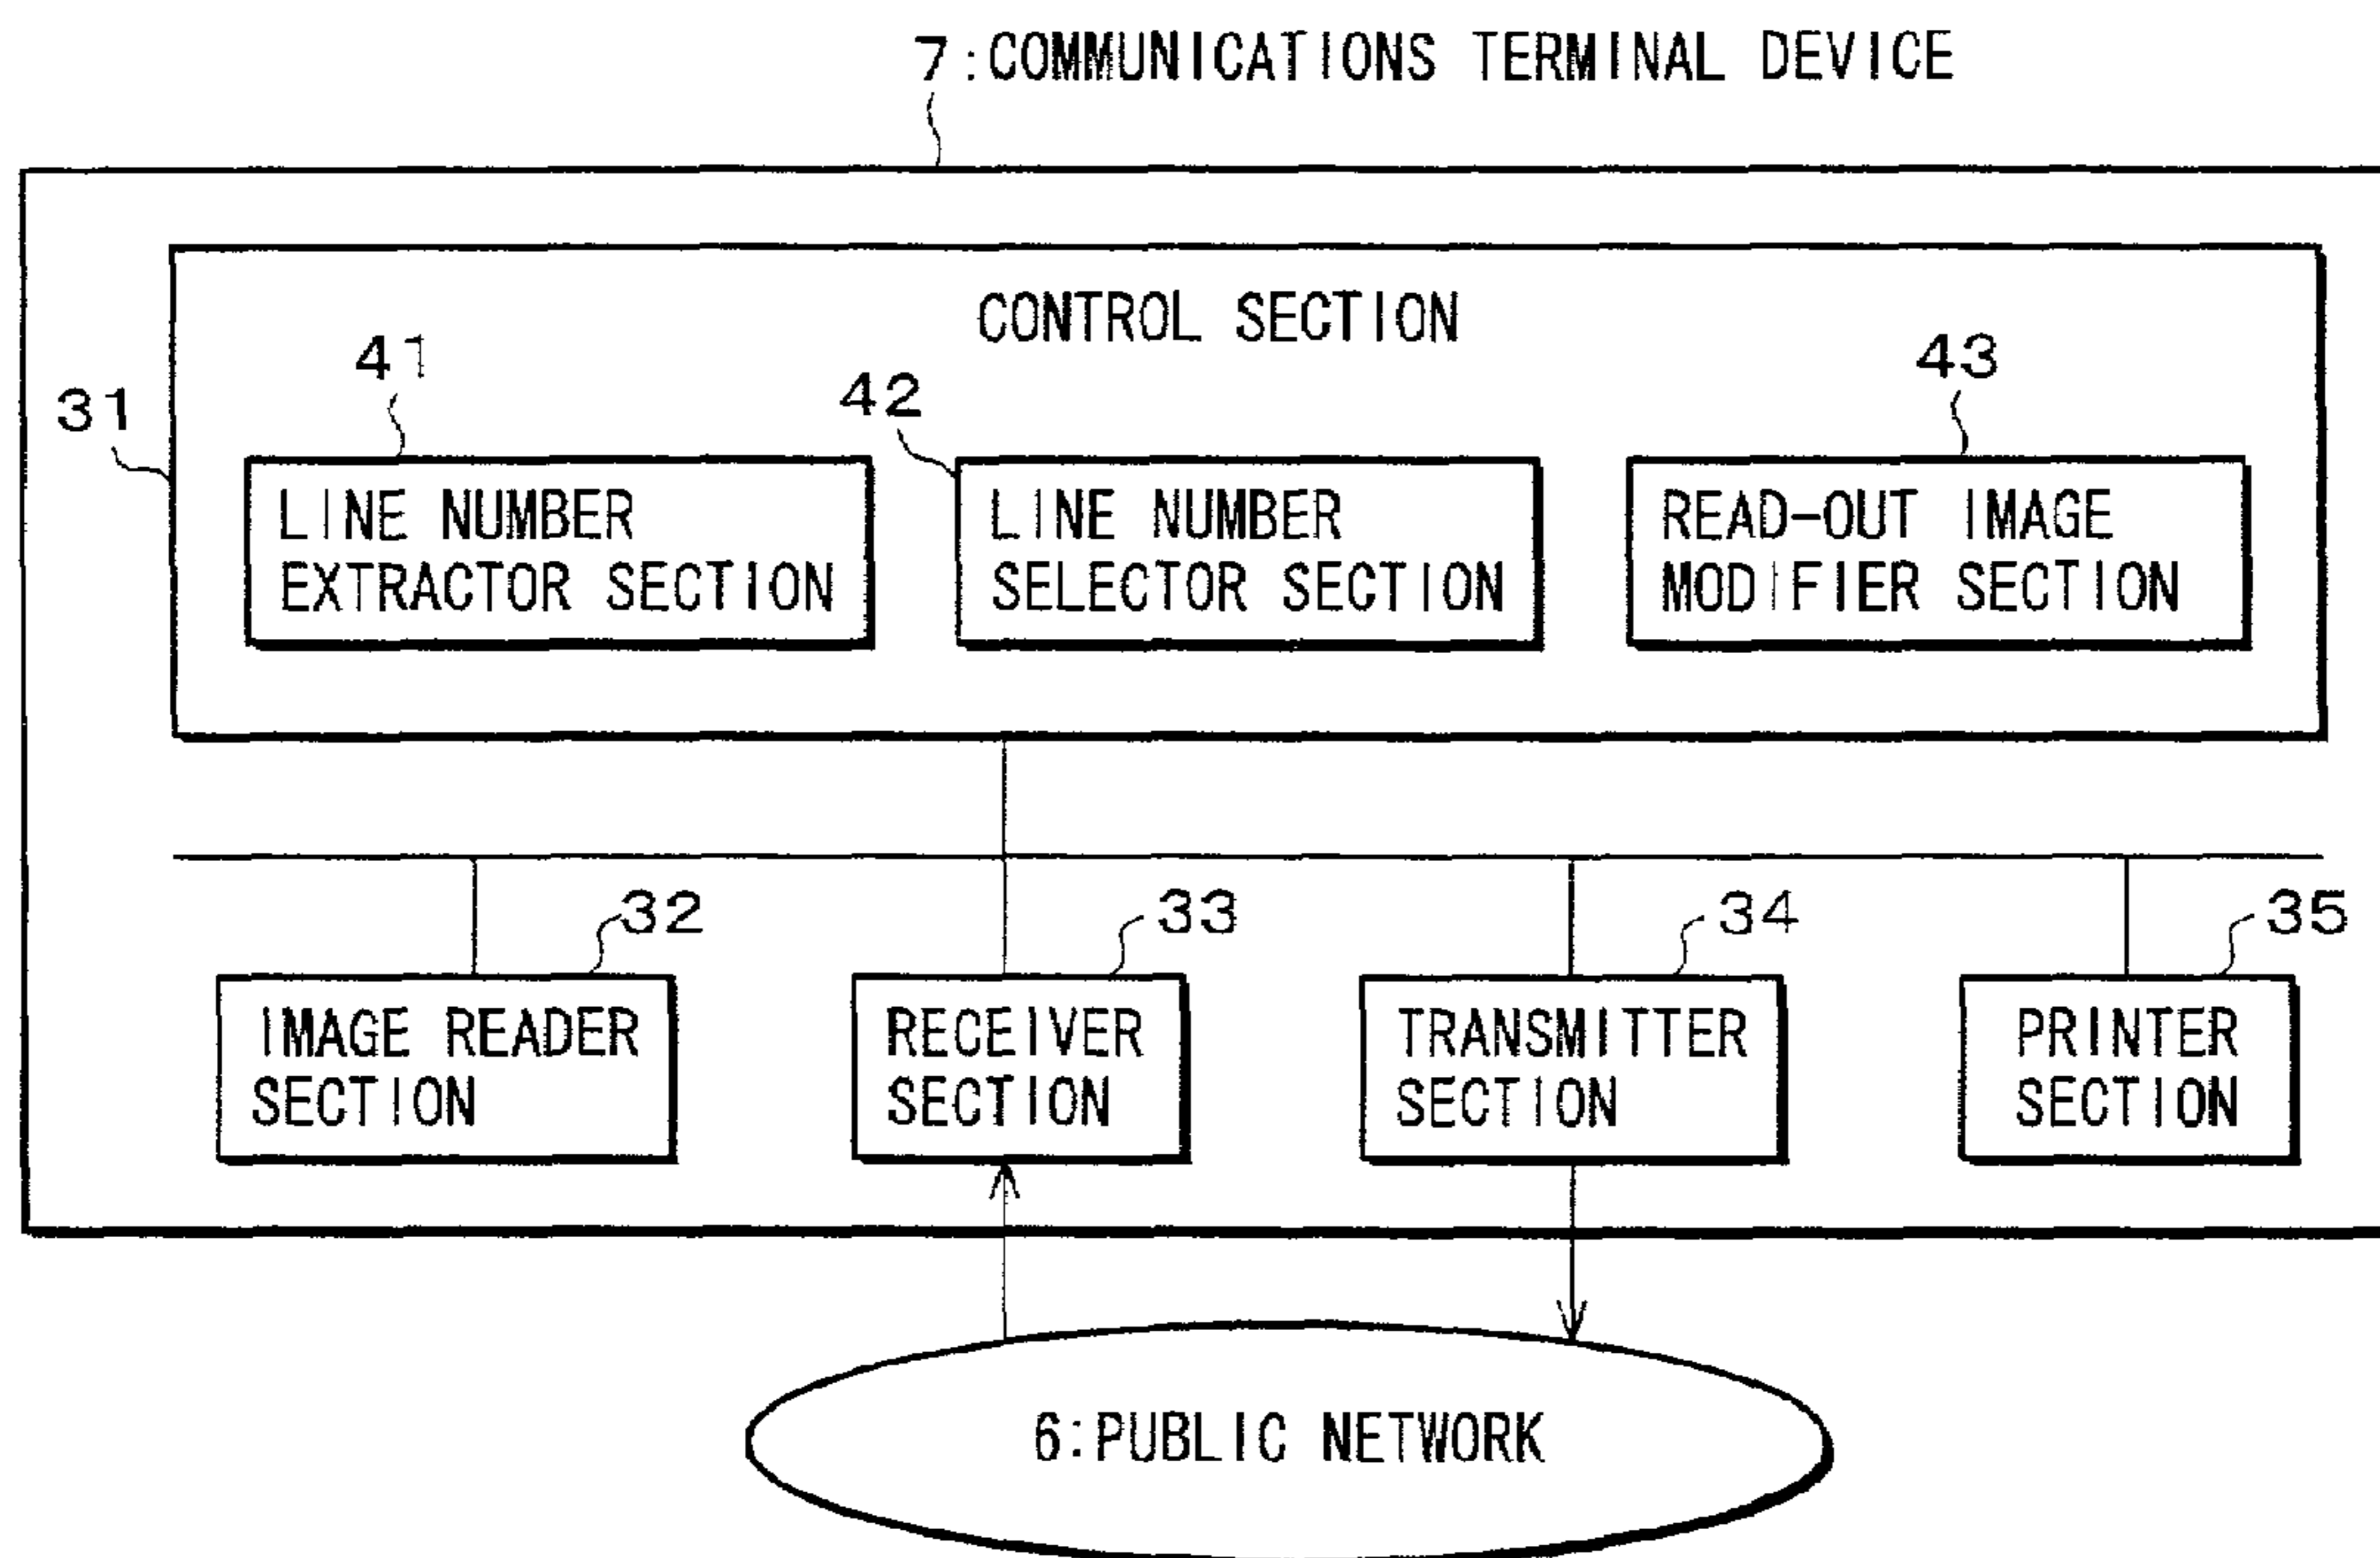 7:COMMUNICATIONS TERMINAL DEVICE
CONTROL SECTION
31
41
42
43
LINE NUMBER
EXTRACTOR SECTION
LINE NUMBER
SELECTOR SECTION
READ-OUT IMAGE
MODIFIER SECTION
32
33
34
35
IMAGE READER
SECTION
RECEIVER
SECTION
TRANSMITTER
SECTION
PRINTER
SECTION
6:PUBLIC NETWORK